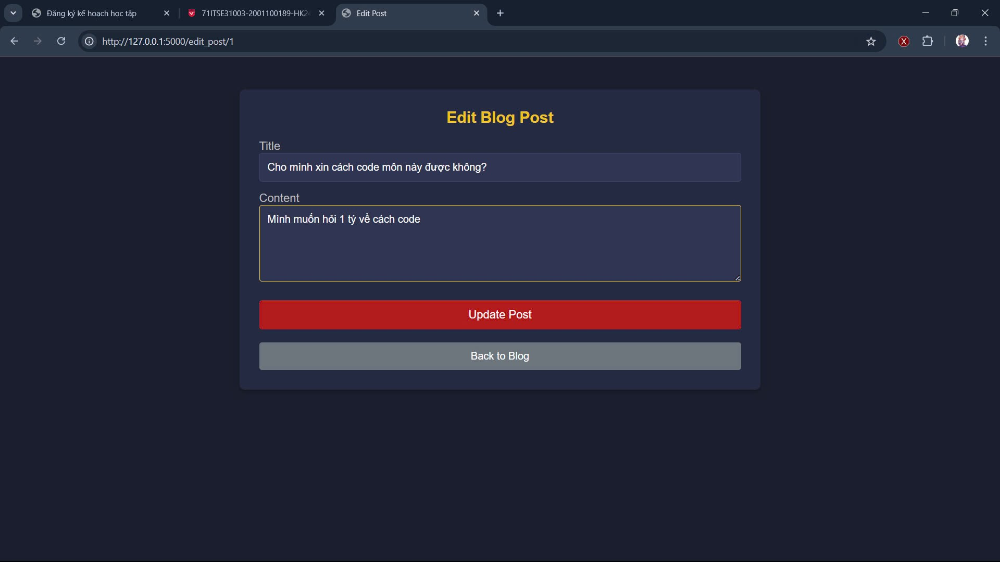 Đăng ký kế hoạch học tập
71ITSE31003-2001100189-HK2
Edit Post
http://127.0.0.1:5000/edit_post/1
X
Edit Blog Post
Title
Cho mình xin cách code môn này được không?
Content
Mình muốn hỏi 1 tý về cách code
Update Post
Back to Blog